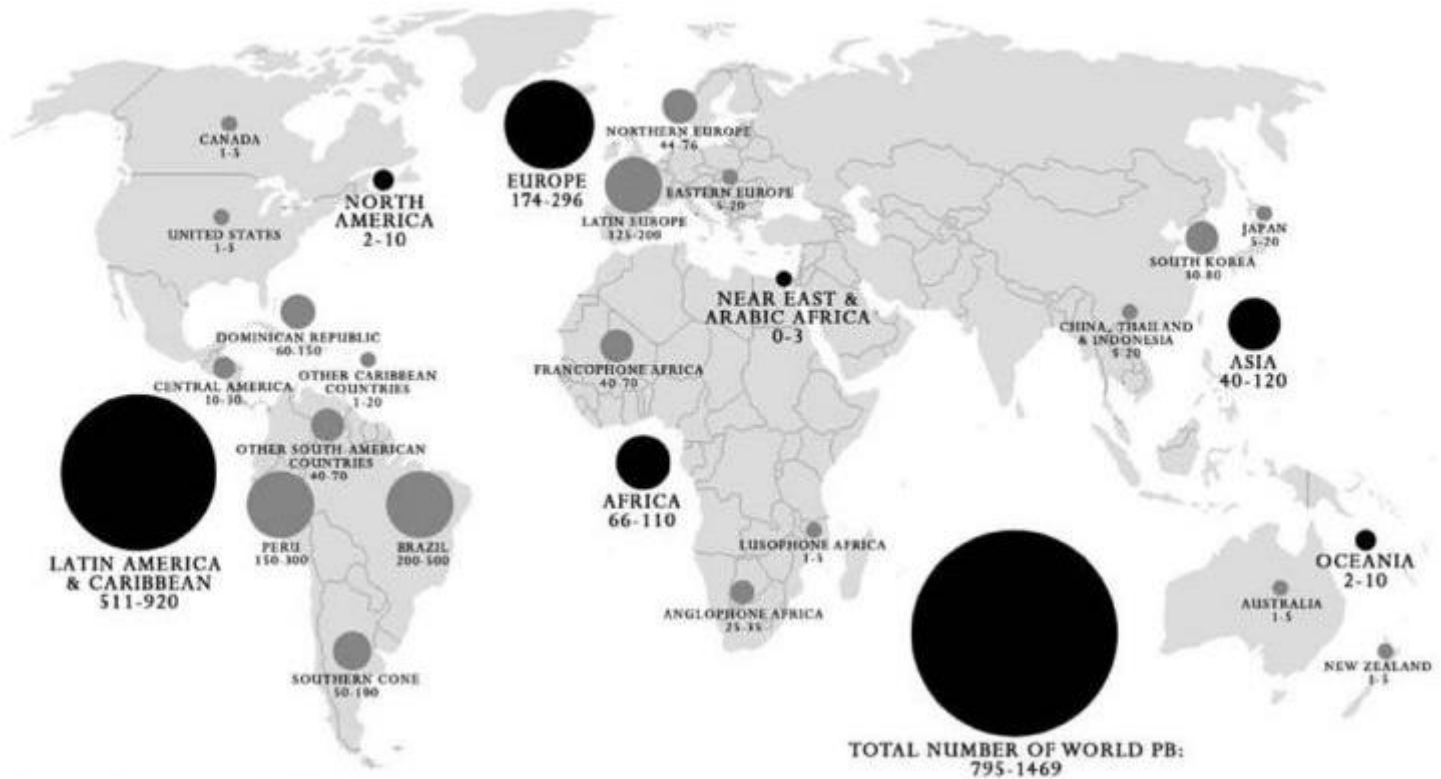 CANADA
1-5
NORTH
AMERICA
2-10
UNITED STATES
1-5
DOMINICAN REPUBLIC
60-150
CENTRAL AMERICA
10-30
OTHER CARIBBEAN
COUNTRIES
1-20
OTHER SOUTH-AMERICAN
COUNTRIES
40-70
LATIN AMERICA
& CARIBBEAN
511-920
PERU
150-300
BRAZIL
200-500
SOUTHERN CONE
50-100
EUROPE
174-296
NORTHERN EUROPE
44-76
EASTERN EUROPE
5-20
LATIN EUROPE
125-200
NEAR EAST &
ARABIC AFRICA
0-3
FRANCOPHONE AFRICA
40-70
AFRICA
66-110
LUSOPHONE AFRICA
1-5
ANGLOPHONE AFRICA
25-35
JAPAN
5-20
SOUTH KOREA
30-80
CHINA, THAILAND
& INDONESIA
5-20
ASIA
40-120
OCEANIA
2-10
AUSTRALIA
1-5
NEW ZEALAND
1-5
TOTAL NUMBER OF WORLD PB:
795-1469